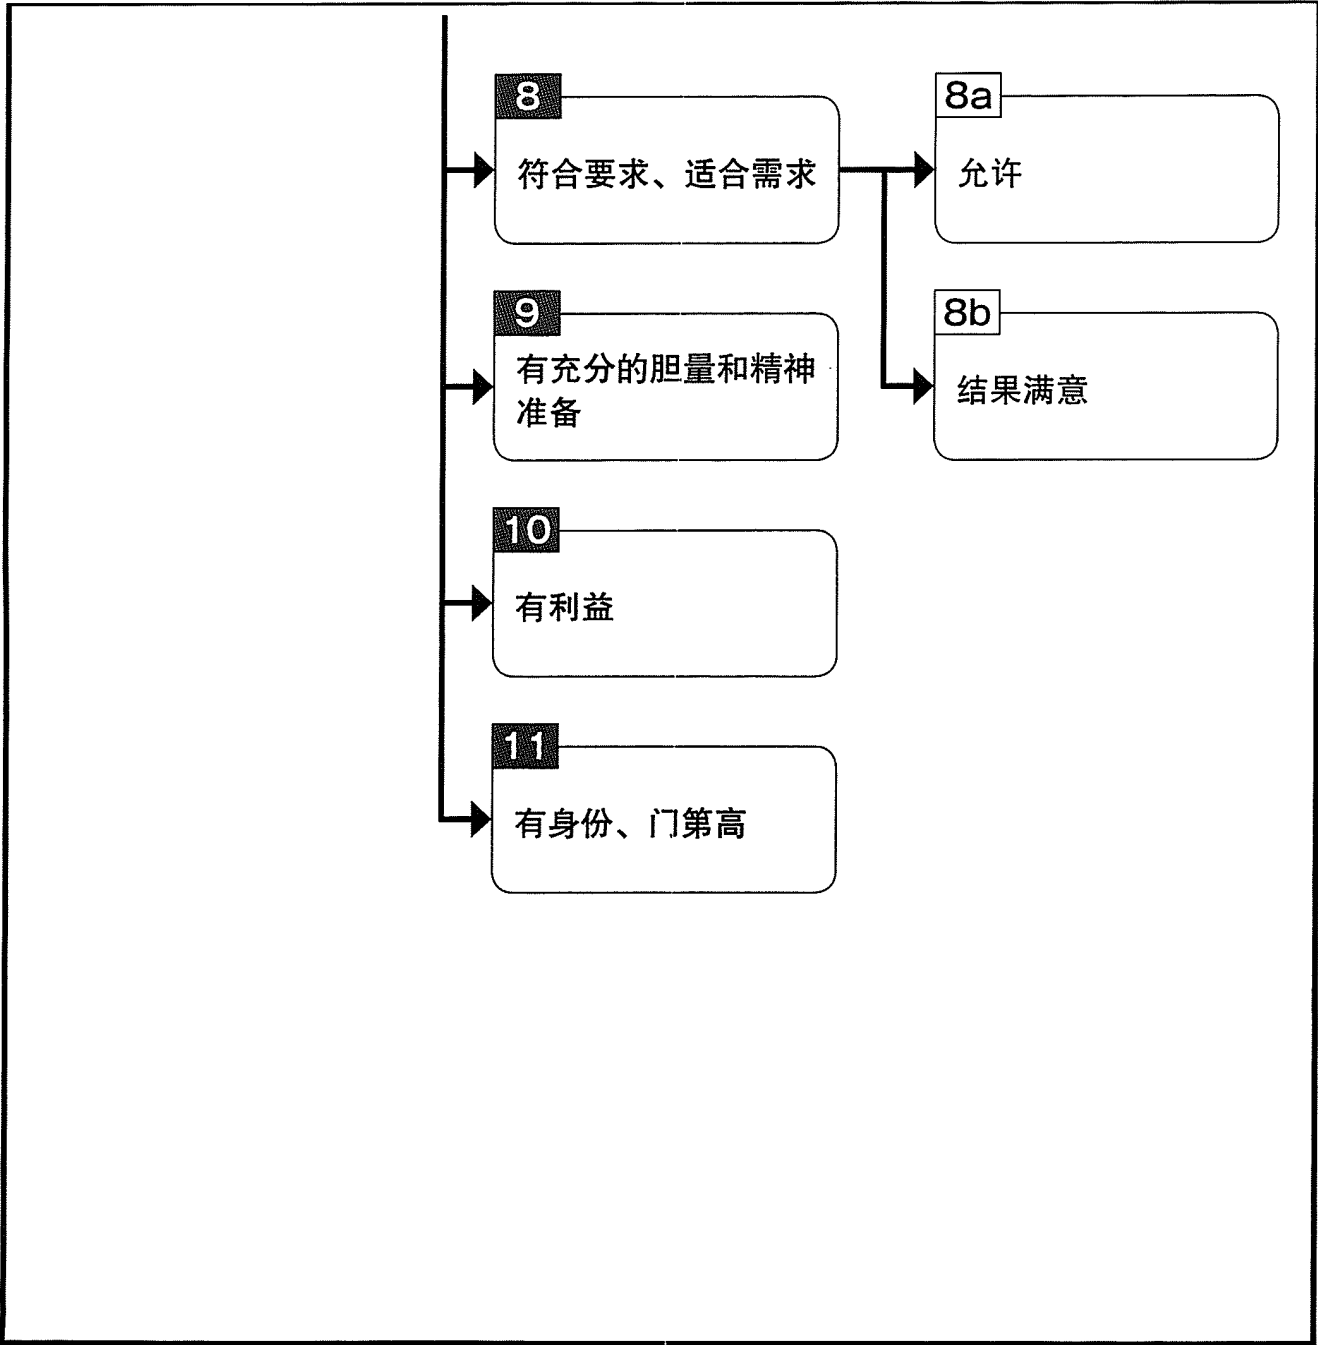 8
符合要求、适合需求
8a
允许
8b
结果满意
9
有充分的胆量和精神
准备
10
有利益
11
有身份、门第高